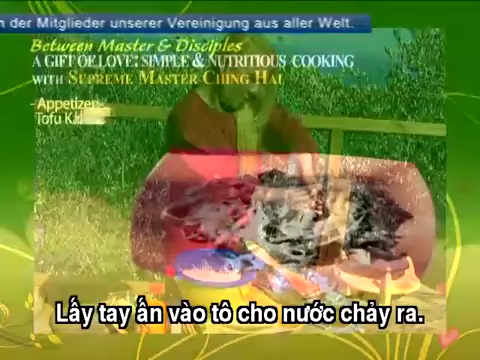 n der Mitglieder unserer Vereinigung aus aller Welt.
Between Master & Disciples
A GIFT OF LOVE: SIMPLE & NUTRITIOUS COOKING
WITH SUPREME MASTER CHING HAI
- Appetizer -
Tofu
Lấy tay ấn vào tô cho nước chảy ra.